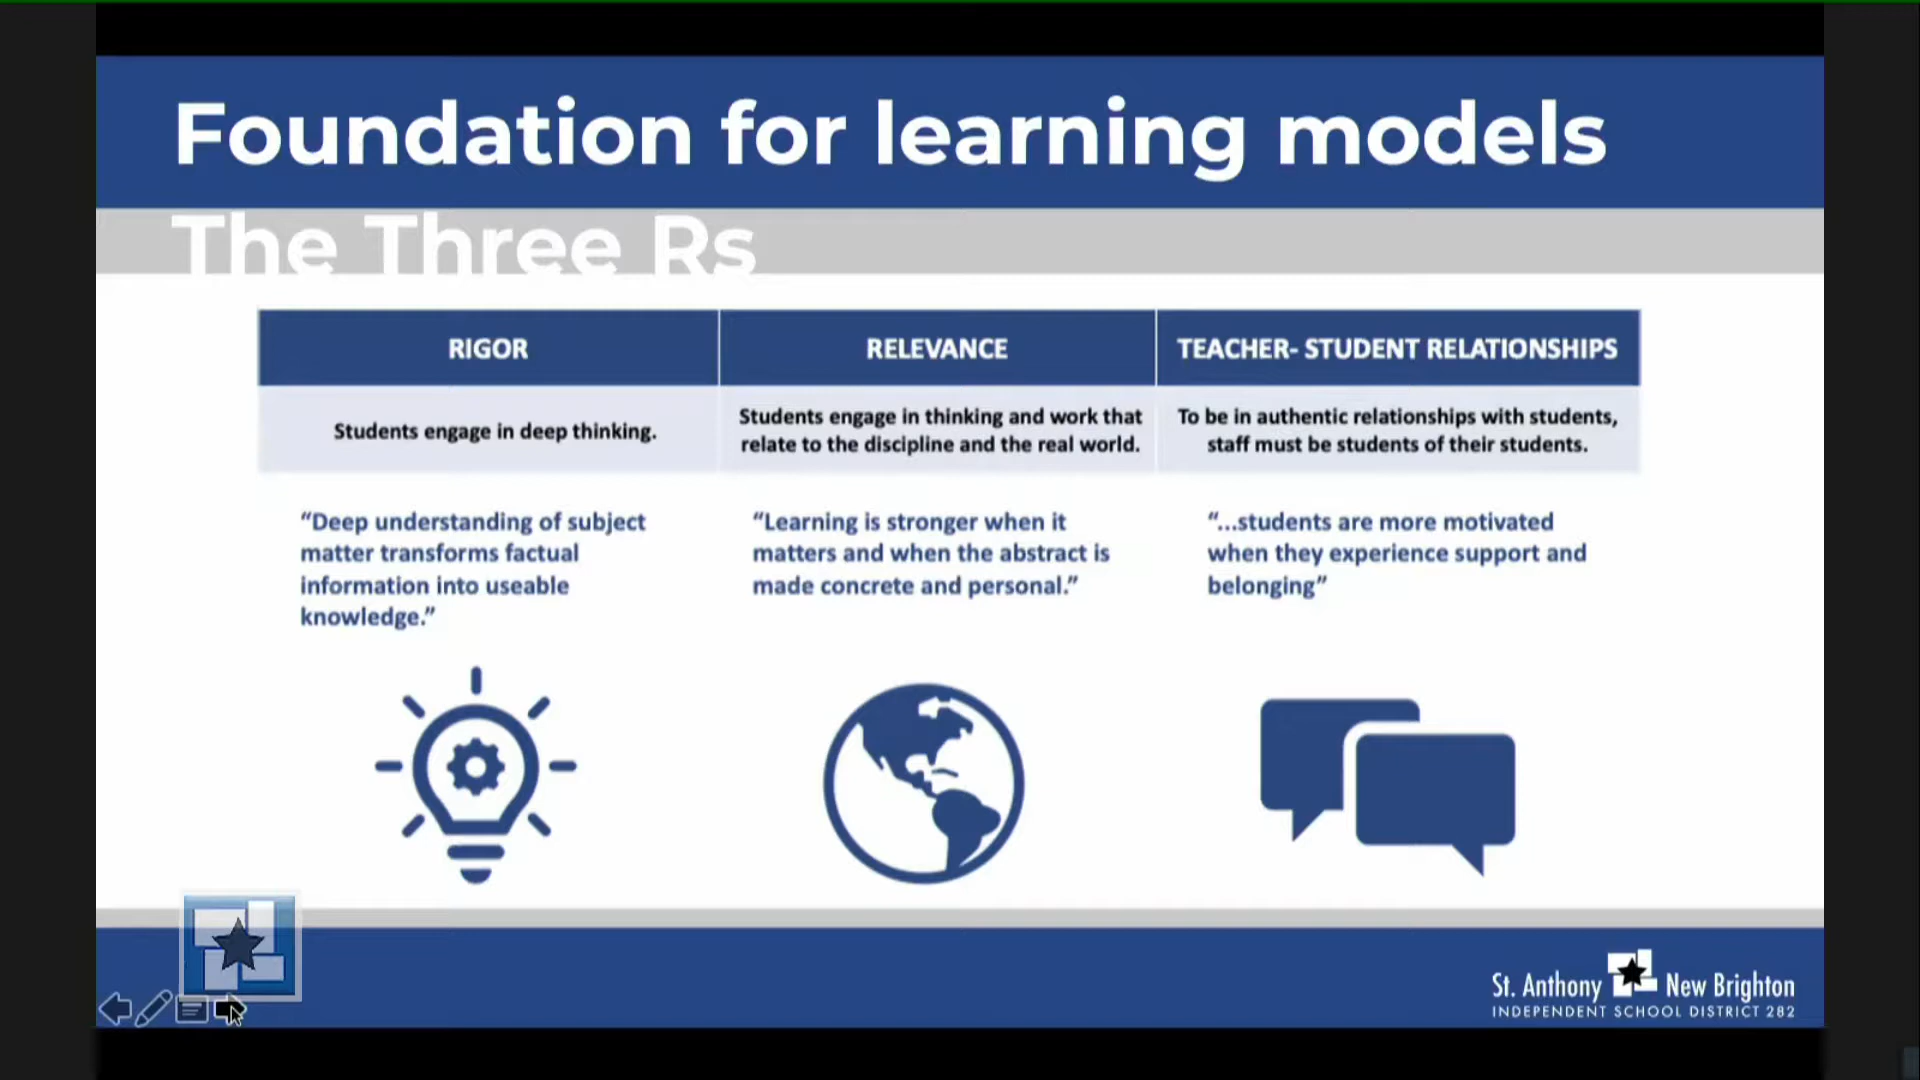 Foundation for learning models
The Three Rs
RIGOR
RELEVANCE
TEACHER- STUDENT RELATIONSHIPS
Students engage in deep thinking.
Students engage in thinking and work that
relate to the discipline and the real world.
To be in authentic relationships with students,
staff must be students of their students.
“Deep understanding of subject
matter transforms factual
information into useable
knowledge.”
“Learning is stronger when it
matters and when the abstract is
made concrete and personal.”
“...students are more motivated
when they experience support and
belonging”
St. Anthony New Brighton
INDEPENDENT SCHOOL DISTRICT 282